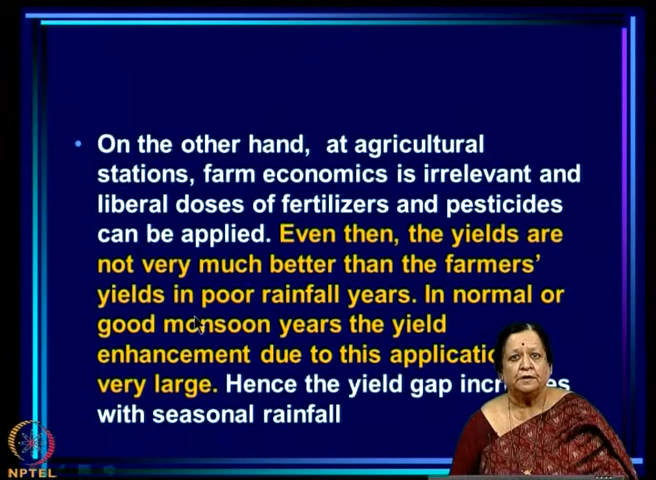 • On the other hand, at agricultural
stations, farm economics is irrelevant and
liberal doses of fertilizers and pesticides
can be applied. Even then, the yields are
not very much better than the farmers'
yields in poor rainfall years. In normal or
good monsoon years the yield
enhancement due to this
very large. Hence the yield gap
with seasonal rainfall
NPTEL